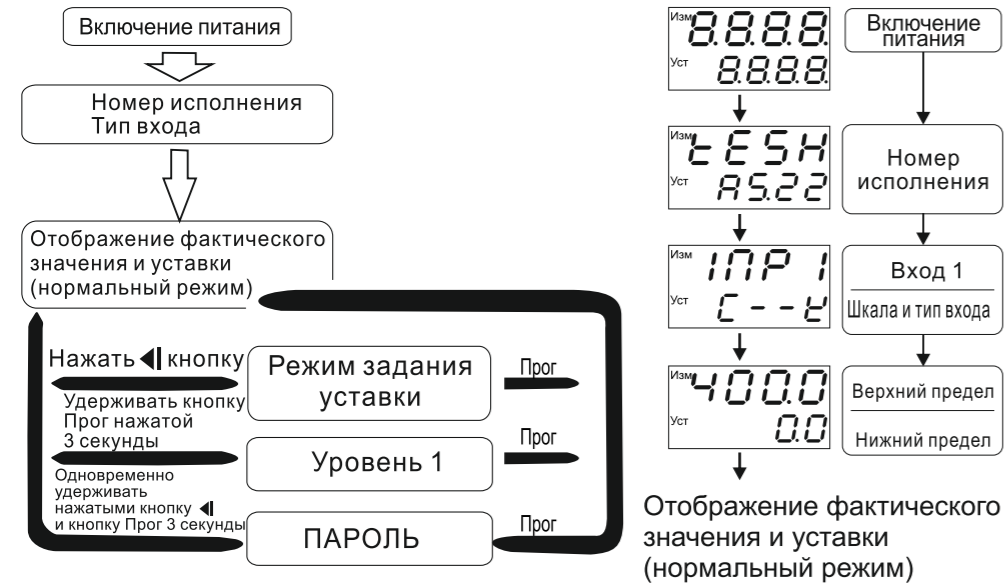 Включение питания
Номер исполнения
Тип входа
Отображение фактического
значения и уставки
(нормальный режим)
Нажать кнопку
Режим задания
уставки
Прог
Удерживать кнопку
Прог нажатой
3 секунды
Уровень 1
Прог
Одновременно
удерживать
нажатыми кнопку
и кнопку Прог 3 секунды
ПАРОЛЬ
Прог
Изм 8.8.8.8.
Уст 8.8.8.8.
Включение
питания
Изм tESH
Уст AS.22
Номер
исполнения
Изм INP1
Уст C--K
Вход 1
Шкала и тип входа
Изм 400.0
Уст 0.0
Верхний предел
Нижний предел
Отображение фактического
значения и уставки
(нормальный режим)